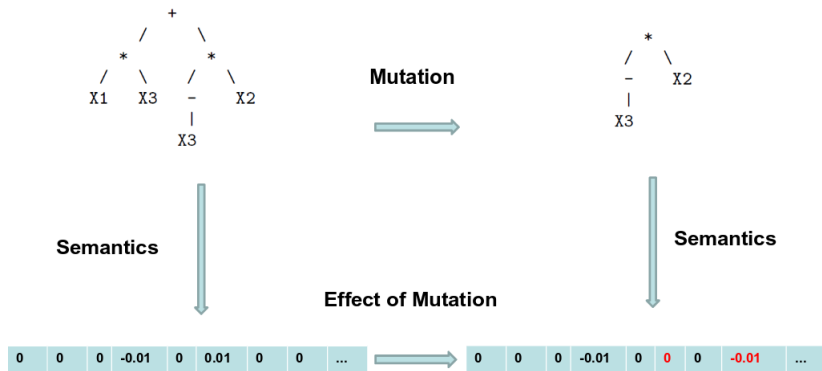 +
/ \
* *
/ \ / \
X1 X3 - X2
|
X3
Mutation
*
/ \
- X2
|
X3
Semantics
Semantics
Effect of Mutation
0 0 0 -0.01 0 0.01 0 0 ...
0 0 0 -0.01 0 0 0 -0.01 ...